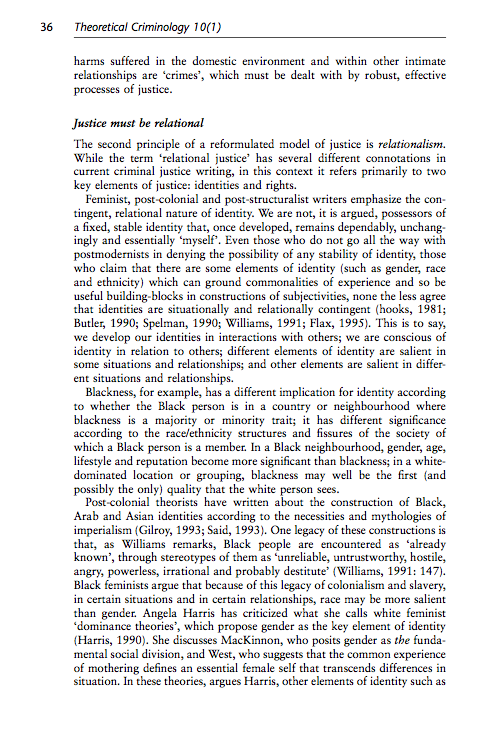 36 Theoretical Criminology 10(1)
harms suffered in the domestic environment and within other intimate
relationships are ‘crimes’, which must be dealt with by robust, effective
processes of justice.
Justice must be relational
The second principle of a reformulated model of justice is relationalism.
While the term ‘relational justice’ has several different connotations in
current criminal justice writing, in this context it refers primarily to two
key elements of justice: identities and rights.
Feminist, post-colonial and post-structuralist writers emphasize the con-
tingent, relational nature of identity. We are not, it is argued, possessors of
a fixed, stable identity that, once developed, remains dependably, unchang-
ingly and essentially ‘myself’. Even those who do not go all the way with
postmodernists in denying the possibility of any stability of identity, those
who claim that there are some elements of identity (such as gender, race
and ethnicity) which can ground commonalities of experience and so be
useful building-blocks in constructions of subjectivities, none the less agree
that identities are situationally and relationally contingent (hooks, 1981;
Butler, 1990; Spelman, 1990; Williams, 1991; Flax, 1995). This is to say,
we develop our identities in interactions with others; we are conscious of
identity in relation to others; different elements of identity are salient in
some situations and relationships; and other elements are salient in differ-
ent situations and relationships.
Blackness, for example, has a different implication for identity according
to whether the Black person is in a country or neighbourhood where
blackness is a majority or minority trait; it has different significance
according to the race/ethnicity structures and fissures of the society of
which a Black person is a member. In a Black neighbourhood, gender, age,
lifestyle and reputation become more significant than blackness; in a white-
dominated location or grouping, blackness may well be the first (and
possibly the only) quality that the white person sees.
Post-colonial theorists have written about the construction of Black,
Arab and Asian identities according to the necessities and mythologies of
imperialism (Gilroy, 1993; Said, 1993). One legacy of these constructions is
that, as Williams remarks, Black people are encountered as ‘already
known’, through stereotypes of them as ‘unreliable, untrustworthy, hostile,
angry, powerless, irrational and probably destitute’ (Williams, 1991: 147).
Black feminists argue that because of this legacy of colonialism and slavery,
in certain situations and in certain relationships, race may be more salient
than gender. Angela Harris has criticized what she calls white feminist
‘dominance theories’, which propose gender as the key element of identity
(Harris, 1990). She discusses MacKinnon, who posits gender as the funda-
mental social division, and West, who suggests that the common experience
of mothering defines an essential female self that transcends differences in
situation. In these theories, argues Harris, other elements of identity such as